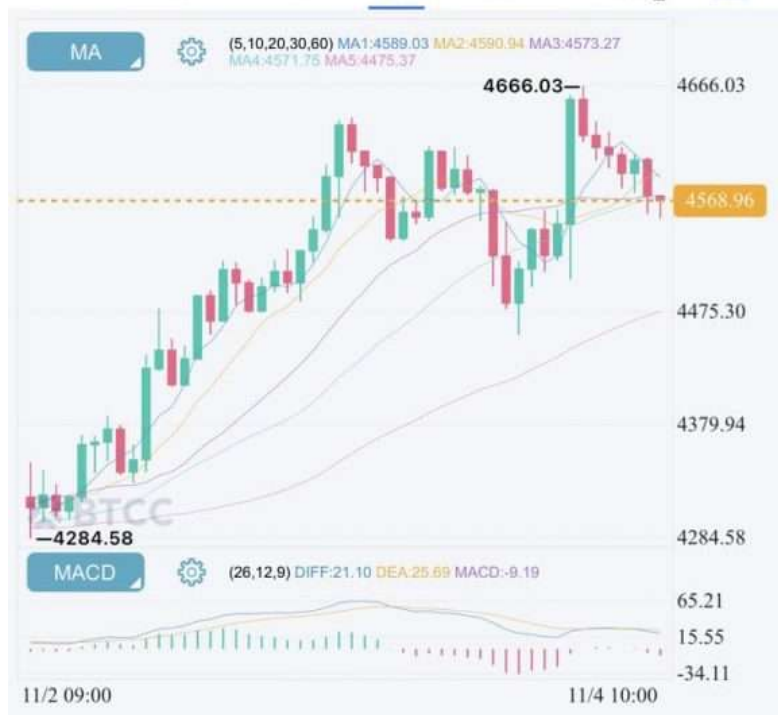 MA
(5,10,20,30,60) MA1:4589.03 MA2:4590.94 MA3:4573.27
MA4:4571.75 MA5:4475.37
4666.03
4666.03
4568.96
4475.30
4379.94
BTCC
4284.58
4284.58
MACD
(26,12,9) DIFF:21.10 DEA:25.69 MACD:-9.19
65.21
15.55
-34.11
11/2 09:00
11/4 10:00